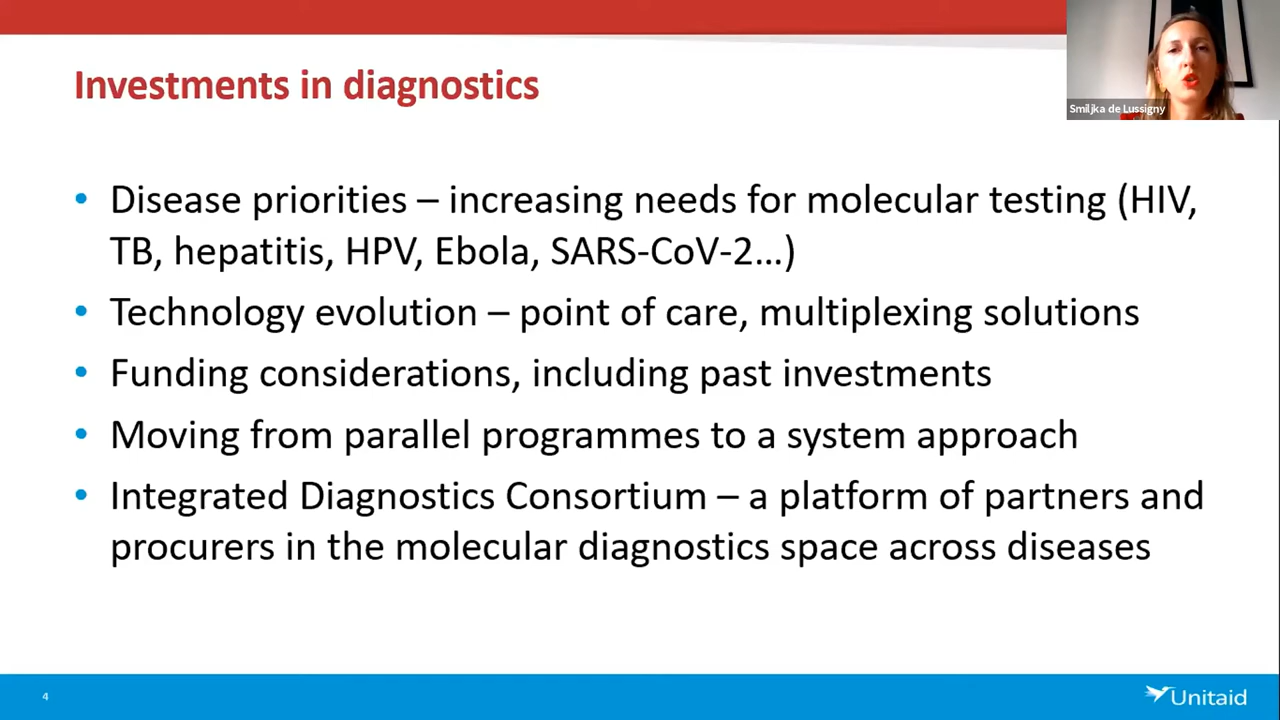 Investments in diagnostics
Smiljka de Lussigny
• Disease priorities – increasing needs for molecular testing (HIV,
TB, hepatitis, HPV, Ebola, SARS-CoV-2...)
• Technology evolution – point of care, multiplexing solutions
• Funding considerations, including past investments
• Moving from parallel programmes to a system approach
• Integrated Diagnostics Consortium – a platform of partners and
procurers in the molecular diagnostics space across diseases
4
Unitaid